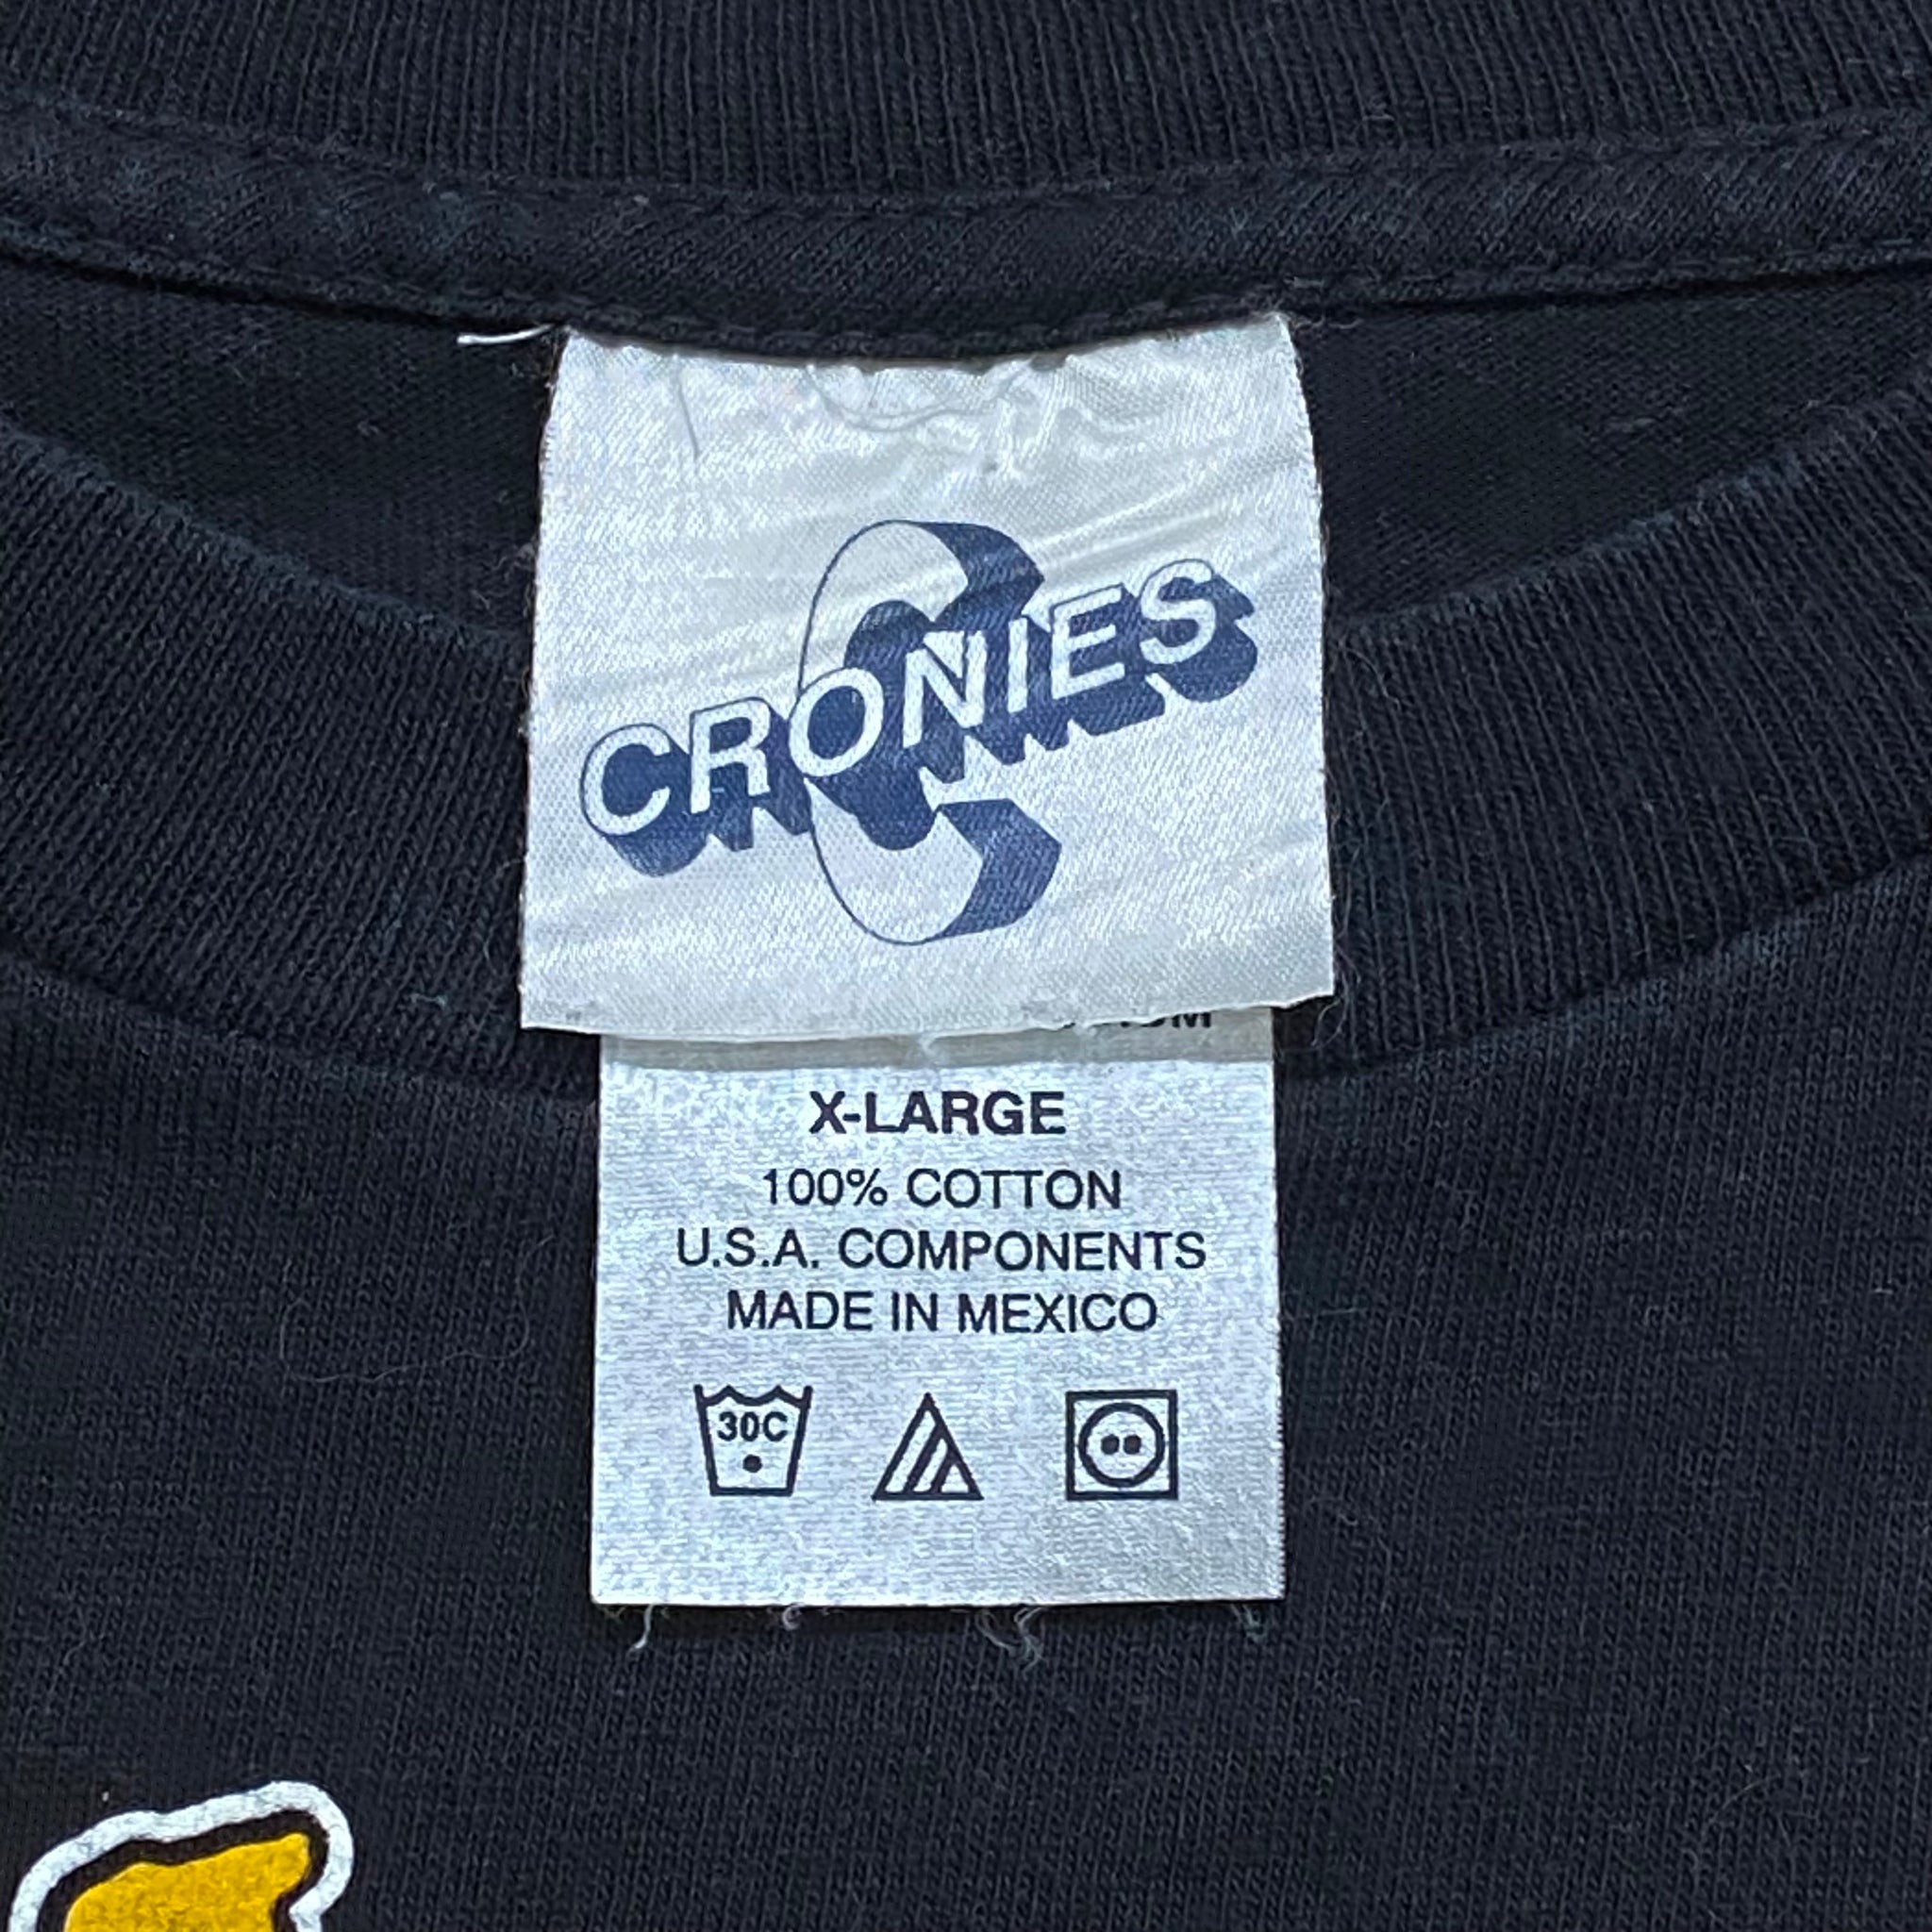 CRONIES
X-LARGE
100% COTTON
U.S.A. COMPONENTS
MADE IN MEXICO
30C